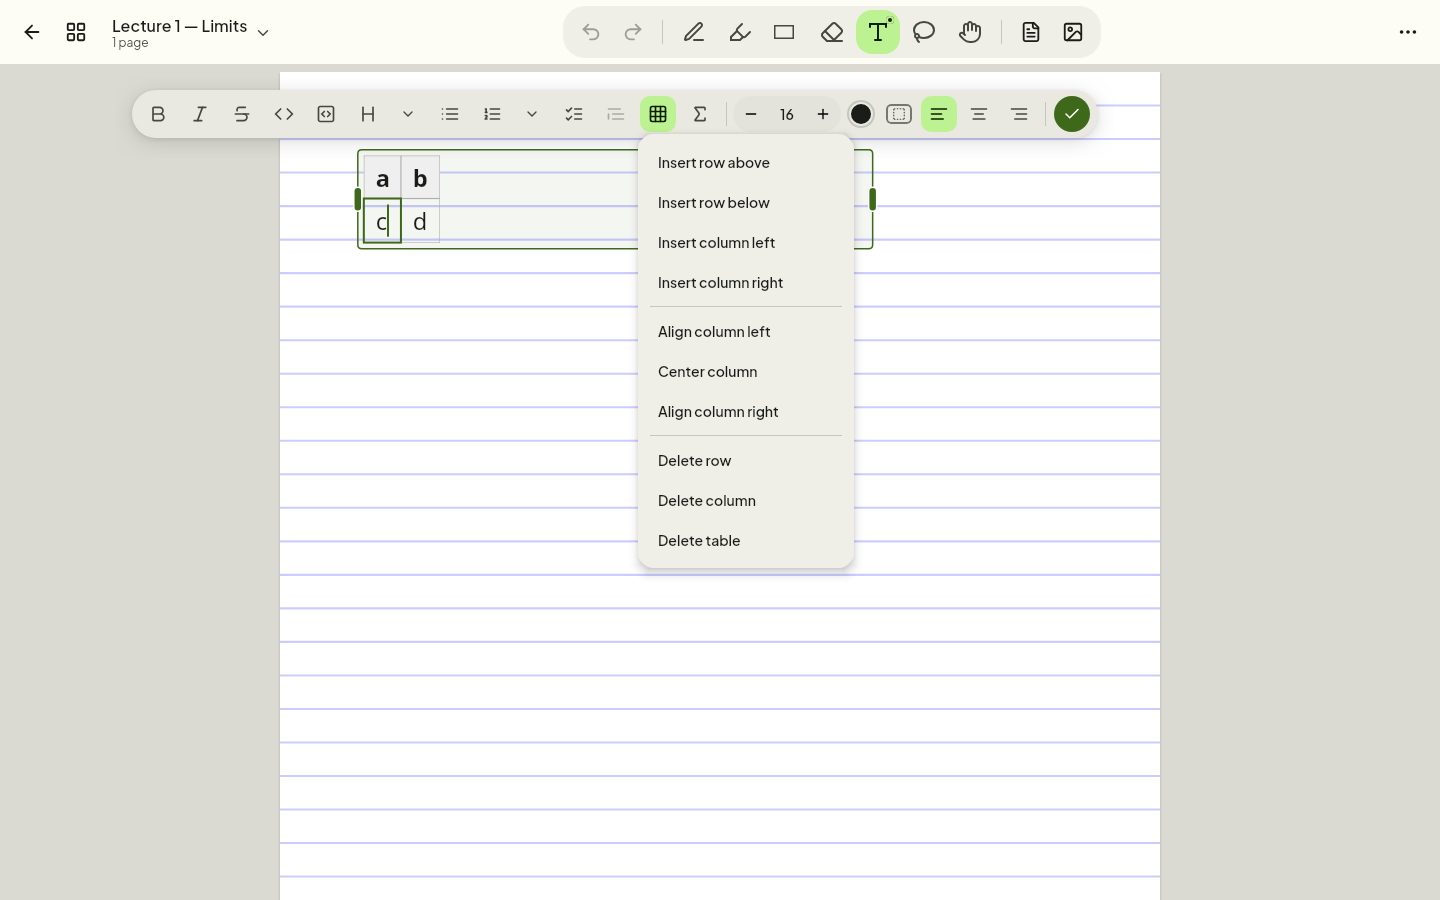 Lecture 1 — Limits
1 page
16
a b
c d
Insert row above
Insert row below
Insert column left
Insert column right
Align column left
Center column
Align column right
Delete row
Delete column
Delete table